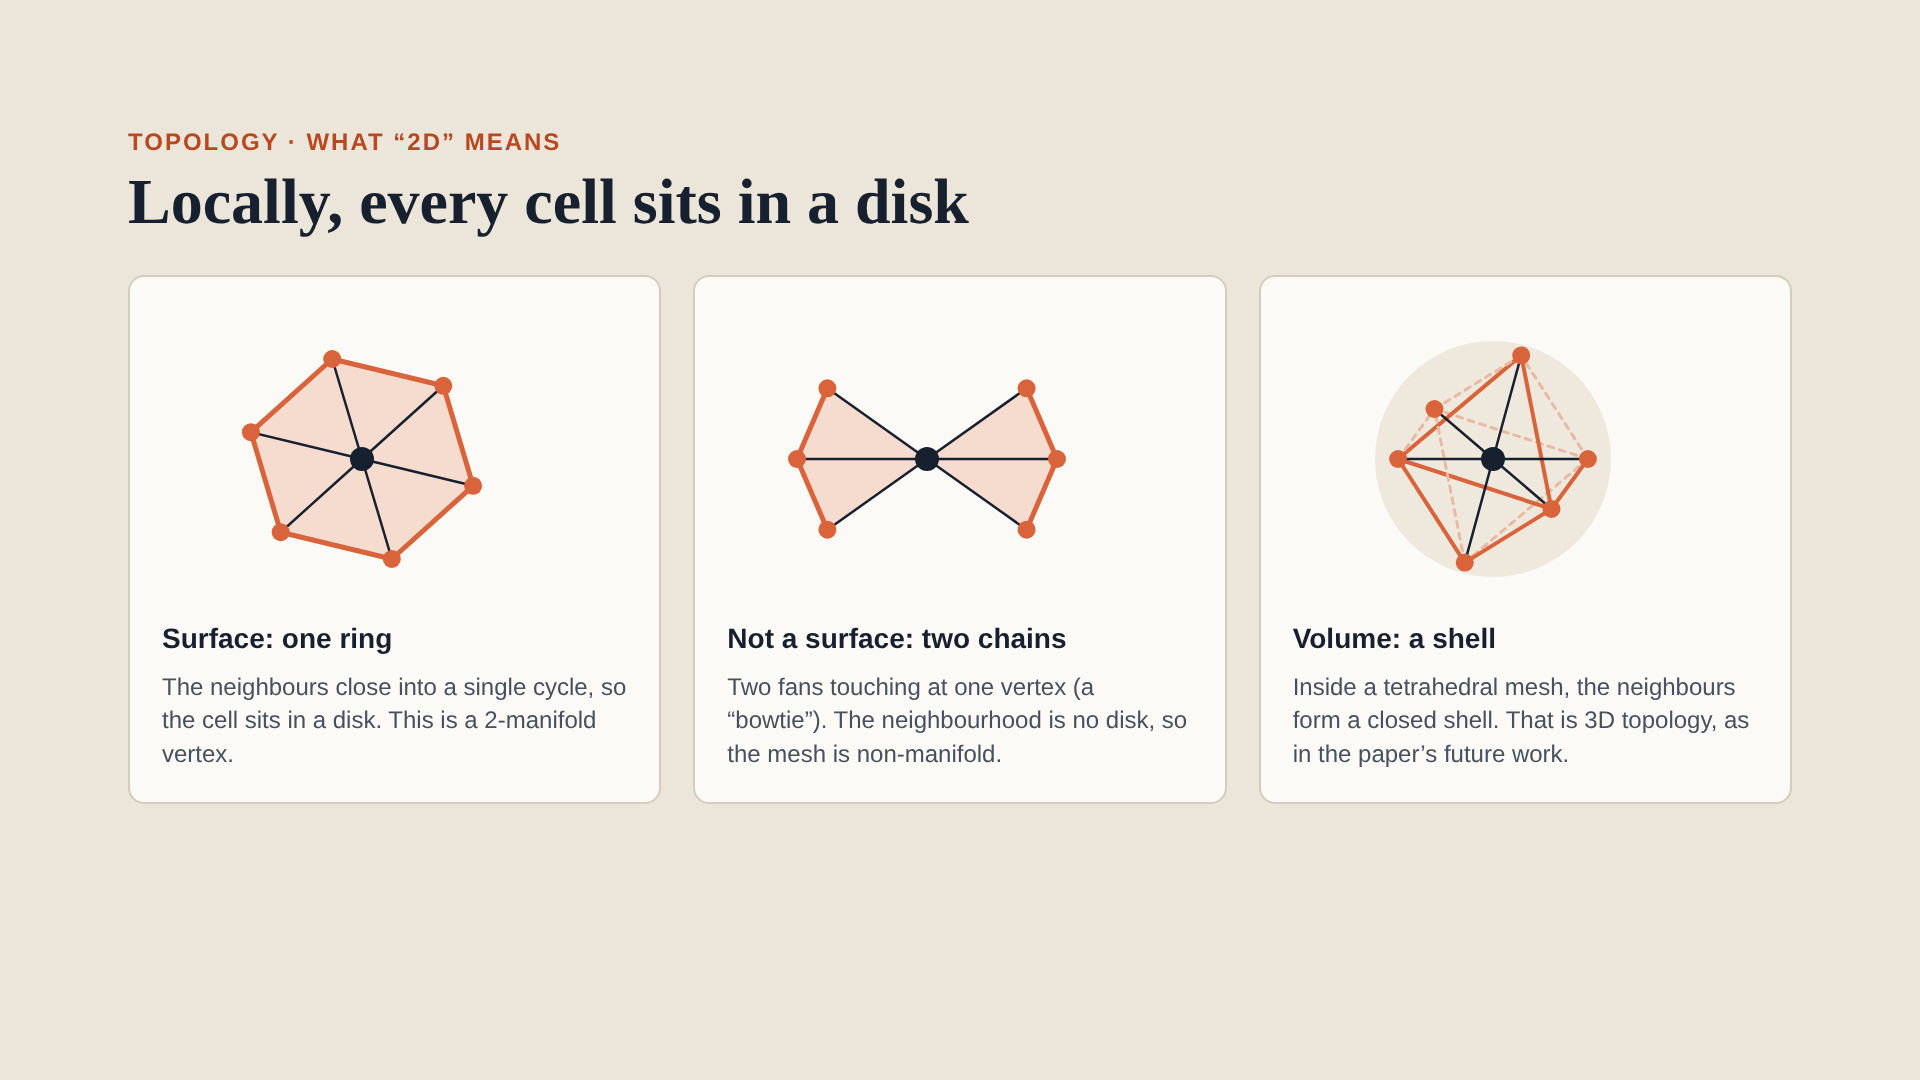 TOPOLOGY · WHAT “2D” MEANS
Locally, every cell sits in a disk
Surface: one ring
The neighbours close into a single cycle, so
the cell sits in a disk. This is a 2-manifold
vertex.
Not a surface: two chains
Two fans touching at one vertex (a
“bowtie”). The neighbourhood is no disk, so
the mesh is non-manifold.
Volume: a shell
Inside a tetrahedral mesh, the neighbours
form a closed shell. That is 3D topology, as
in the paper’s future work.